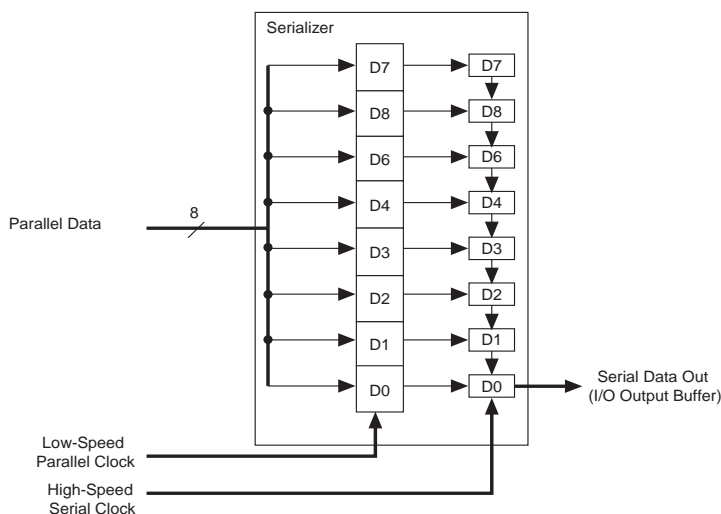 Serializer
D7 D7
D8 D8
D6 D6
D4 D4
8
Parallel Data
D3 D3
D2 D2
D1 D1
D0 D0
Serial Data Out
(I/O Output Buffer)
Low-Speed
Parallel Clock
High-Speed
Serial Clock